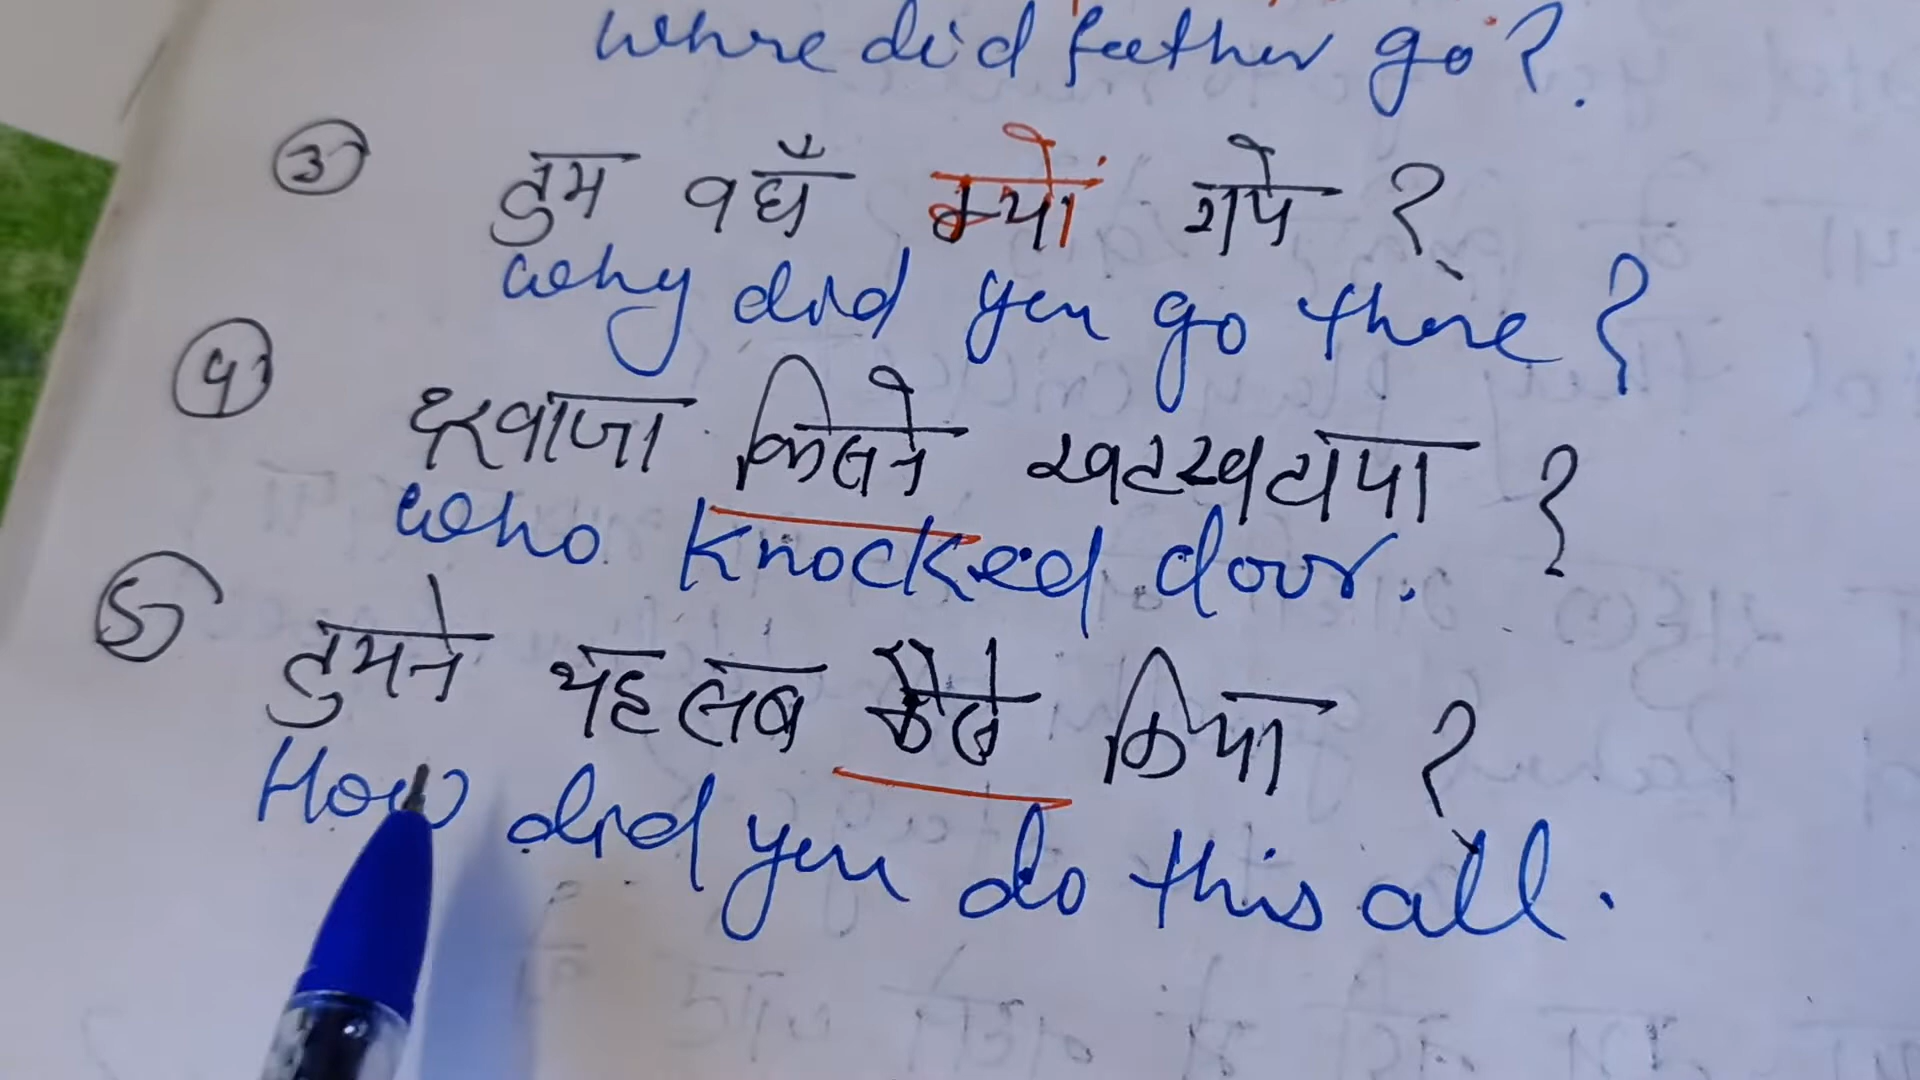 where did father go?
③ तुम वहाँ क्यों गये ?
why did you go there ?
④ दरवाजा किसने खटखटाया ?
who knocked door.
⑤ तुमने यह सब कैसे किया ?
How did you do this all.